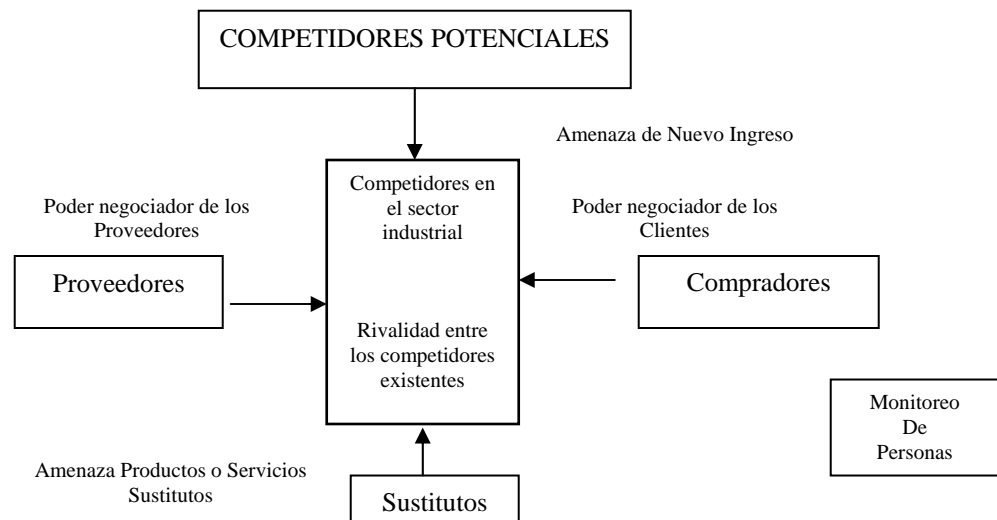 COMPETIDORES POTENCIALES
Amenaza de Nuevo Ingreso
Competidores en
el sector
industrial
Poder negociador de los
Proveedores
Poder negociador de los
Clientes
Proveedores
Compradores
Rivalidad entre
los competidores
existentes
Monitoreo
De
Personas
Amenaza Productos o Servicios
Sustitutos
Sustitutos